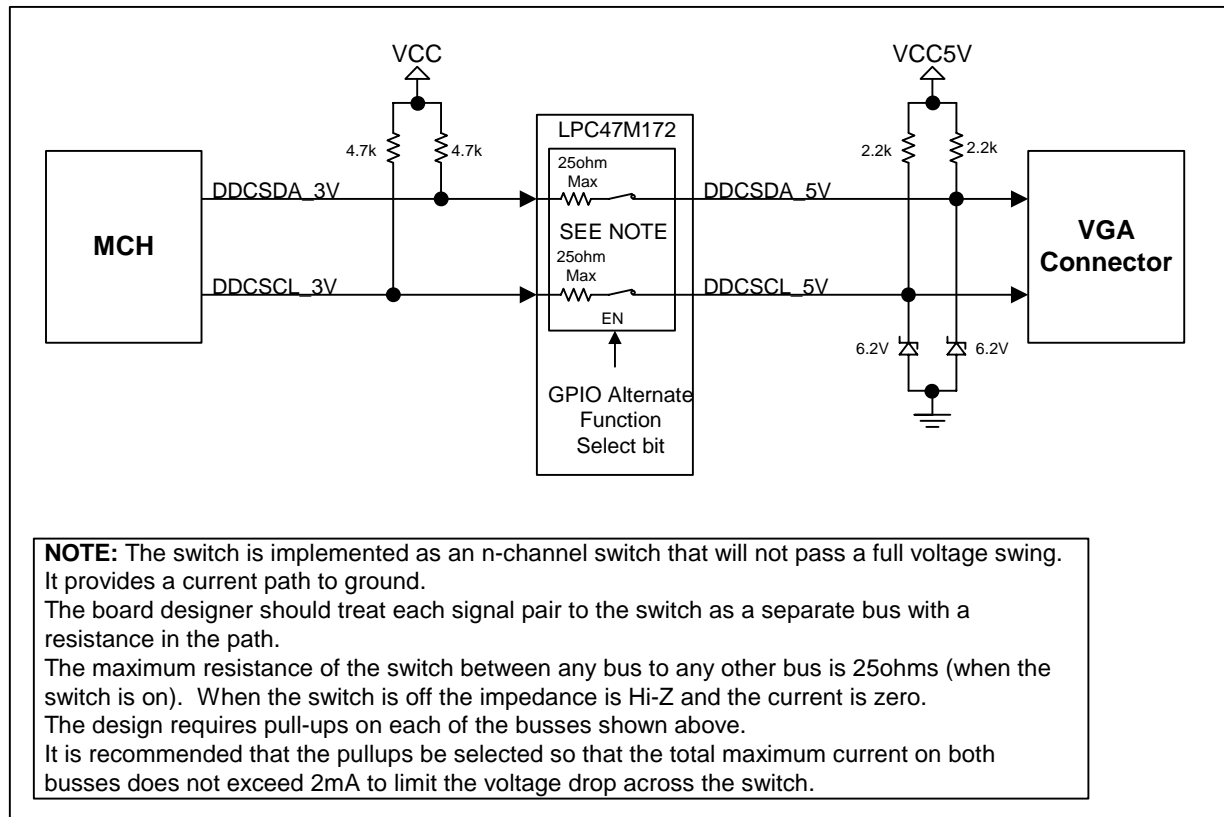 VCC
VCC5V
LPC47M172
4.7k
4.7k
25ohm
Max
2.2k
2.2k
DDCSDA_3V
DDCSDA_5V
MCH
SEE NOTE
VGA
Connector
25ohm
Max
DDCSCL_3V
DDCSCL_5V
EN
6.2V
6.2V
GPIO Alternate
Function
Select bit
NOTE: The switch is implemented as an n-channel switch that will not pass a full voltage swing.
It provides a current path to ground.
The board designer should treat each signal pair to the switch as a separate bus with a
resistance in the path.
The maximum resistance of the switch between any bus to any other bus is 25ohms (when the
switch is on). When the switch is off the impedance is Hi-Z and the current is zero.
The design requires pull-ups on each of the busses shown above.
It is recommended that the pullups be selected so that the total maximum current on both
busses does not exceed 2mA to limit the voltage drop across the switch.